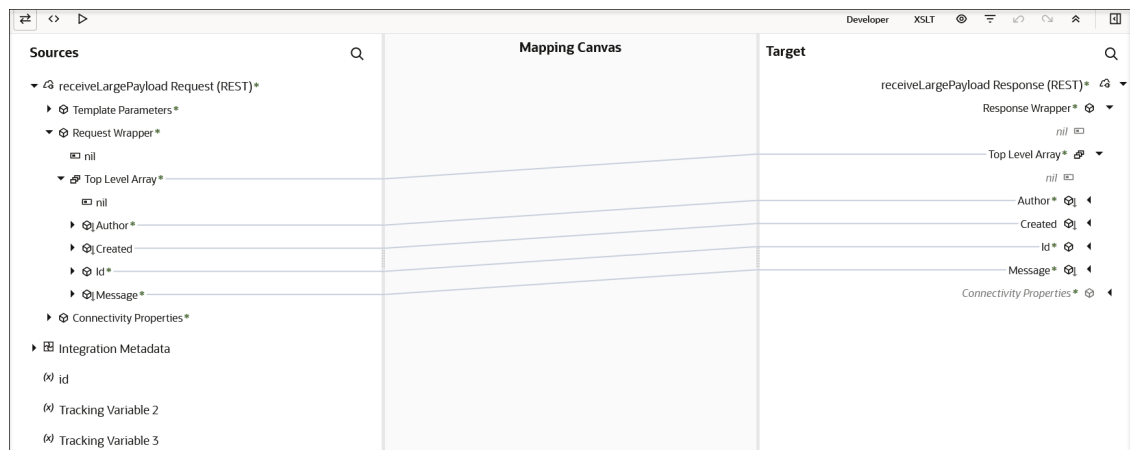 Developer XSLT
Sources
Mapping Canvas
Target
receiveLargePayload Request (REST)*
Template Parameters*
Request Wrapper*
nil
Top Level Array*
nil
Author*
Created
Id*
Message*
Connectivity Properties*
Integration Metadata
(x) id
(x) Tracking Variable 2
(x) Tracking Variable 3
receiveLargePayload Response (REST)*
Response Wrapper*
nil
Top Level Array*
nil
Author*
Created
Id*
Message*
Connectivity Properties*